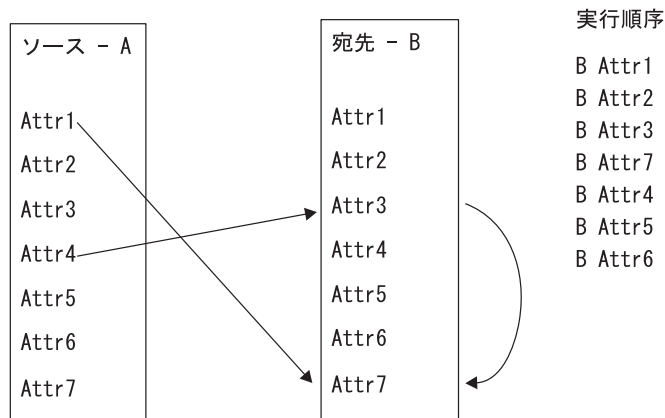 ソース - A
Attr1
Attr2
Attr3
Attr4
Attr5
Attr6
Attr7
宛先 - B
Attr1
Attr2
Attr3
Attr4
Attr5
Attr6
Attr7
実行順序
B Attr1
B Attr2
B Attr3
B Attr7
B Attr4
B Attr5
B Attr6